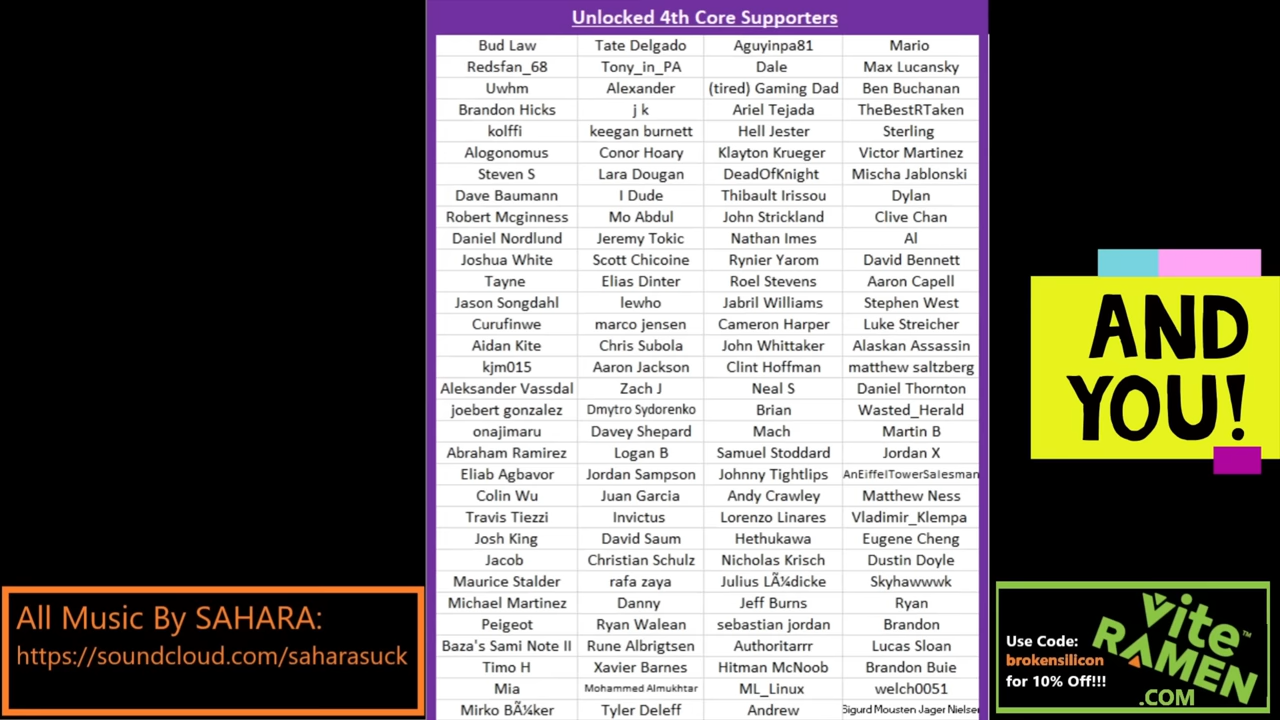 Unlocked 4th Core Supporters
Bud Law Tate Delgado Aguyinpa81 Mario
Redsfan_68 Tony_in_PA Dale Max Lucansky
Uwhm Alexander (tired) Gaming Dad Ben Buchanan
Brandon Hicks j k Ariel Tejada TheBestRTaken
kolffi keegan burnett Hell Jester Sterling
Alogonomus Conor Hoary Klayton Krueger Victor Martinez
Steven S Lara Dougan DeadOfKnight Mischa Jablonski
Dave Baumann I Dude Thibault Irissou Dylan
Robert Mcginness Mo Abdul John Strickland Clive Chan
Daniel Nordlund Jeremy Tokic Nathan Imes Al
Joshua White Scott Chicoine Rynier Yarom David Bennett
Tayne Elias Dinter Roel Stevens Aaron Capell
Jason Songdahl lewho Jabril Williams Stephen West
Curufinwe marco jensen Cameron Harper Luke Streicher
Aidan Kite Chris Subola John Whittaker Alaskan Assassin
kjm015 Aaron Jackson Clint Hoffman matthew saltzberg
Aleksander Vassdal Zach J Neal S Daniel Thornton
joebert gonzalez Dmytro Sydorenko Brian Wasted_Herald
onajimaru Davey Shepard Mach Martin B
Abraham Ramirez Logan B Samuel Stoddard Jordan X
Eliab Agbavor Jordan Sampson Johnny Tightlips AnEiffelTowerSalesman
Colin Wu Juan Garcia Andy Crawley Matthew Ness
Travis Tiezzi Invictus Lorenzo Linares Vladimir_Klempa
Josh King David Saum Hethukawa Eugene Cheng
Jacob Christian Schulz Nicholas Krisch Dustin Doyle
Maurice Stalder rafa zaya Julius LÃ¼dicke Skyhawwwk
Michael Martinez Danny Jeff Burns Ryan
Peigeot Ryan Walean sebastian jordan Brandon
Baza's Sami Note II Rune Albrigtsen Authoritarrr Lucas Sloan
Timo H Xavier Barnes Hitman McNoob Brandon Buie
Mia Mohammed Almukhtar ML_Linux welch0051
Mirko BÃ¼ker Tyler Deleff Andrew Sigurd Mousten Jager Nielsen
AND
YOU!
All Music By SAHARA:
https://soundcloud.com/saharasuck
Use Code:
brokensilicon
for 10% Off!!!
Vite™
RAMEN
.COM